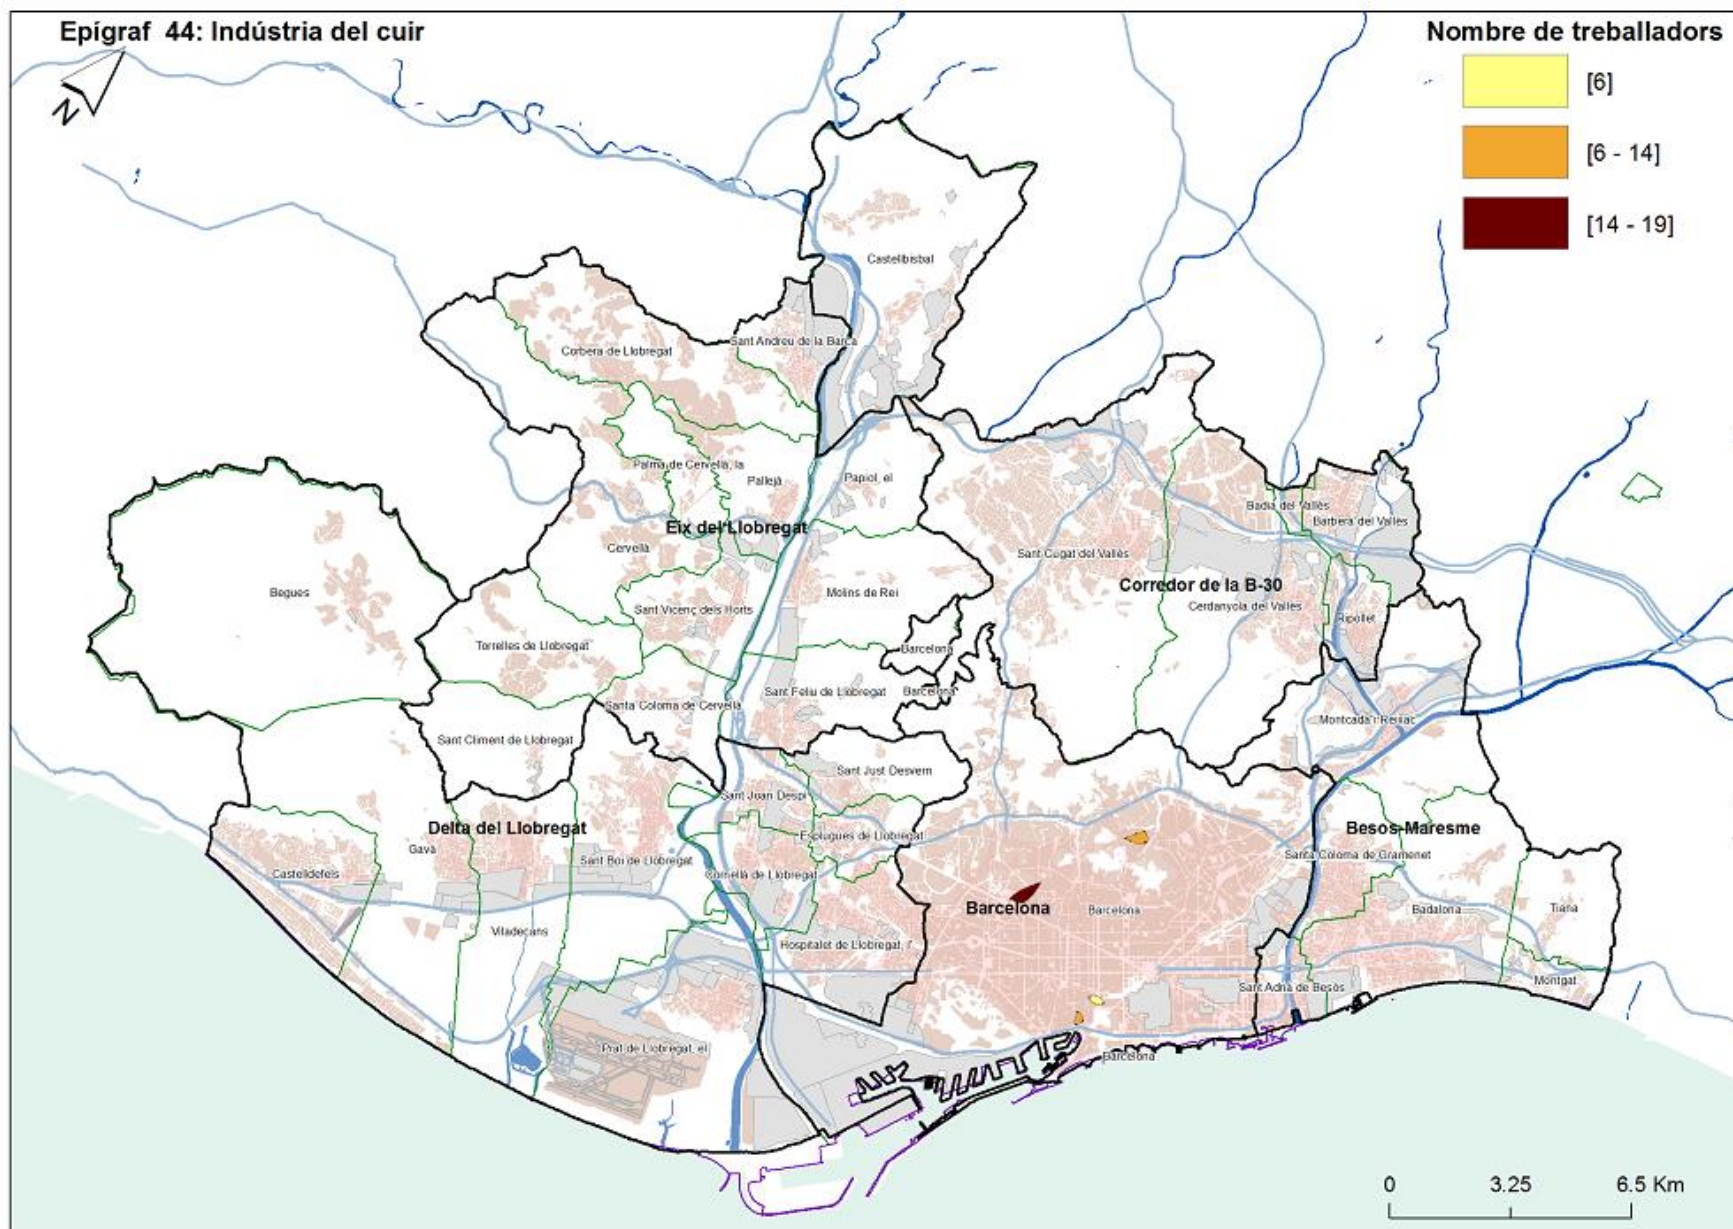 Epígraf 44: Indústria del cuir
Nombre de treballadors
[6]
[6 - 14]
[14 - 19]
N
Castellbisbal
Sant Andreu de la Barca
Corbera de Llobregat
Palma de Cervellà, la
Pallejà
Papiol, el
Eix del Llobregat
Cervellà
Badia del Vallès
Barberà del Vallès
Sant Cugat del Vallès
Corredor de la B-30
Cerdanyola del Vallès
Ripollet
Begues
Molins de Rei
Sant Vicenç dels Horts
Torrelles de Llobregat
Barcelona
Sant Feliu de Llobregat
Barcelona
Santa Coloma de Cervelló
Montcada i Reixac
Sant Climent de Llobregat
Sant Just Desvern
Sant Joan Despí
Delta del Llobregat
Besòs-Maresme
Esplugues de Llobregat
Gavà
Sant Boi de Llobregat
Santa Coloma de Gramenet
Castelldefels
Cornellà de Llobregat
Barcelona
Barcelona
Badalona
Tiana
Viladecans
Hospitalet de Llobregat, l'
Montgat
Sant Adrià de Besòs
Prat de Llobregat, el
Barcelona
0 3.25 6.5 Km